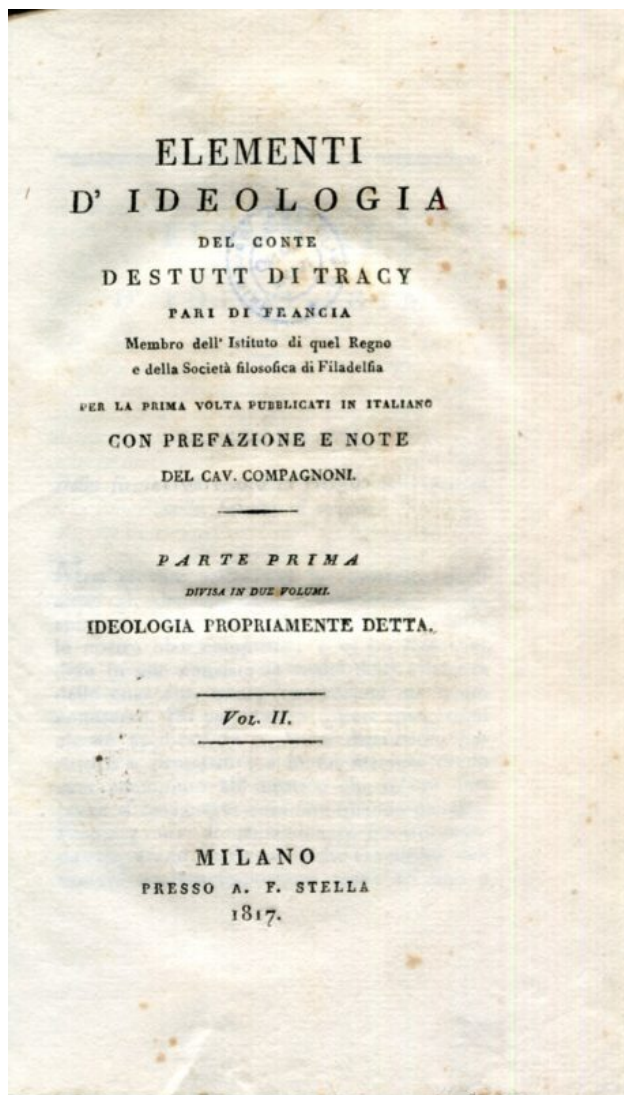 ELEMENTI
D' IDEOLOGIA
DEL CONTE
DESTUTT DI TRACY
PARI DI FRANCIA
Membro dell' Istituto di quel Regno
e della Società filosofica di Filadelfia
PER LA PRIMA VOLTA PUBBLICATI IN ITALIANO
CON PREFAZIONE E NOTE
DEL CAV. COMPAGNONI.
PARTE PRIMA
DIVISA IN DUE VOLUMI.
IDEOLOGIA PROPRIAMENTE DETTA.
VOL. II.
MILANO
PRESSO A. F. STELLA
1817.